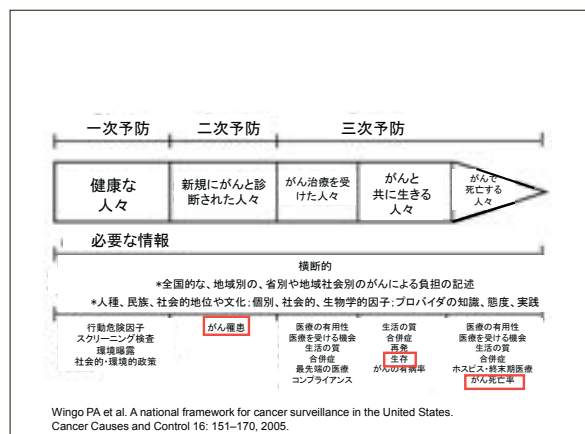 一次予防 二次予防 三次予防
健康な
人々
新規にがんと診
断された人々
がん治療を受
けた人々
がんと
共に生きる
人々
がんで
死亡する
人々
必要な情報
横断的
*全国的な、地域別の、省別や地域社会別のがんによる負担の記述
*人種、民族、社会的地位や文化;個別、社会的、生物学的因子;プロバイダの知識、態度、実践
行動危険因子
スクリーニング検査
環境曝露
社会的・環境的政策
がん罹患
医療の有用性
医療を受ける機会
生活の質
合併症
最先端の医療
コンプライアンス
生活の質
合併症
再発
生存
がんの有病率
医療の有用性
医療を受ける機会
生活の質
合併症
ホスピス・終末期医療
がん死亡率
Wingo PA et al. A national framework for cancer surveillance in the United States.
Cancer Causes and Control 16: 151–170, 2005.